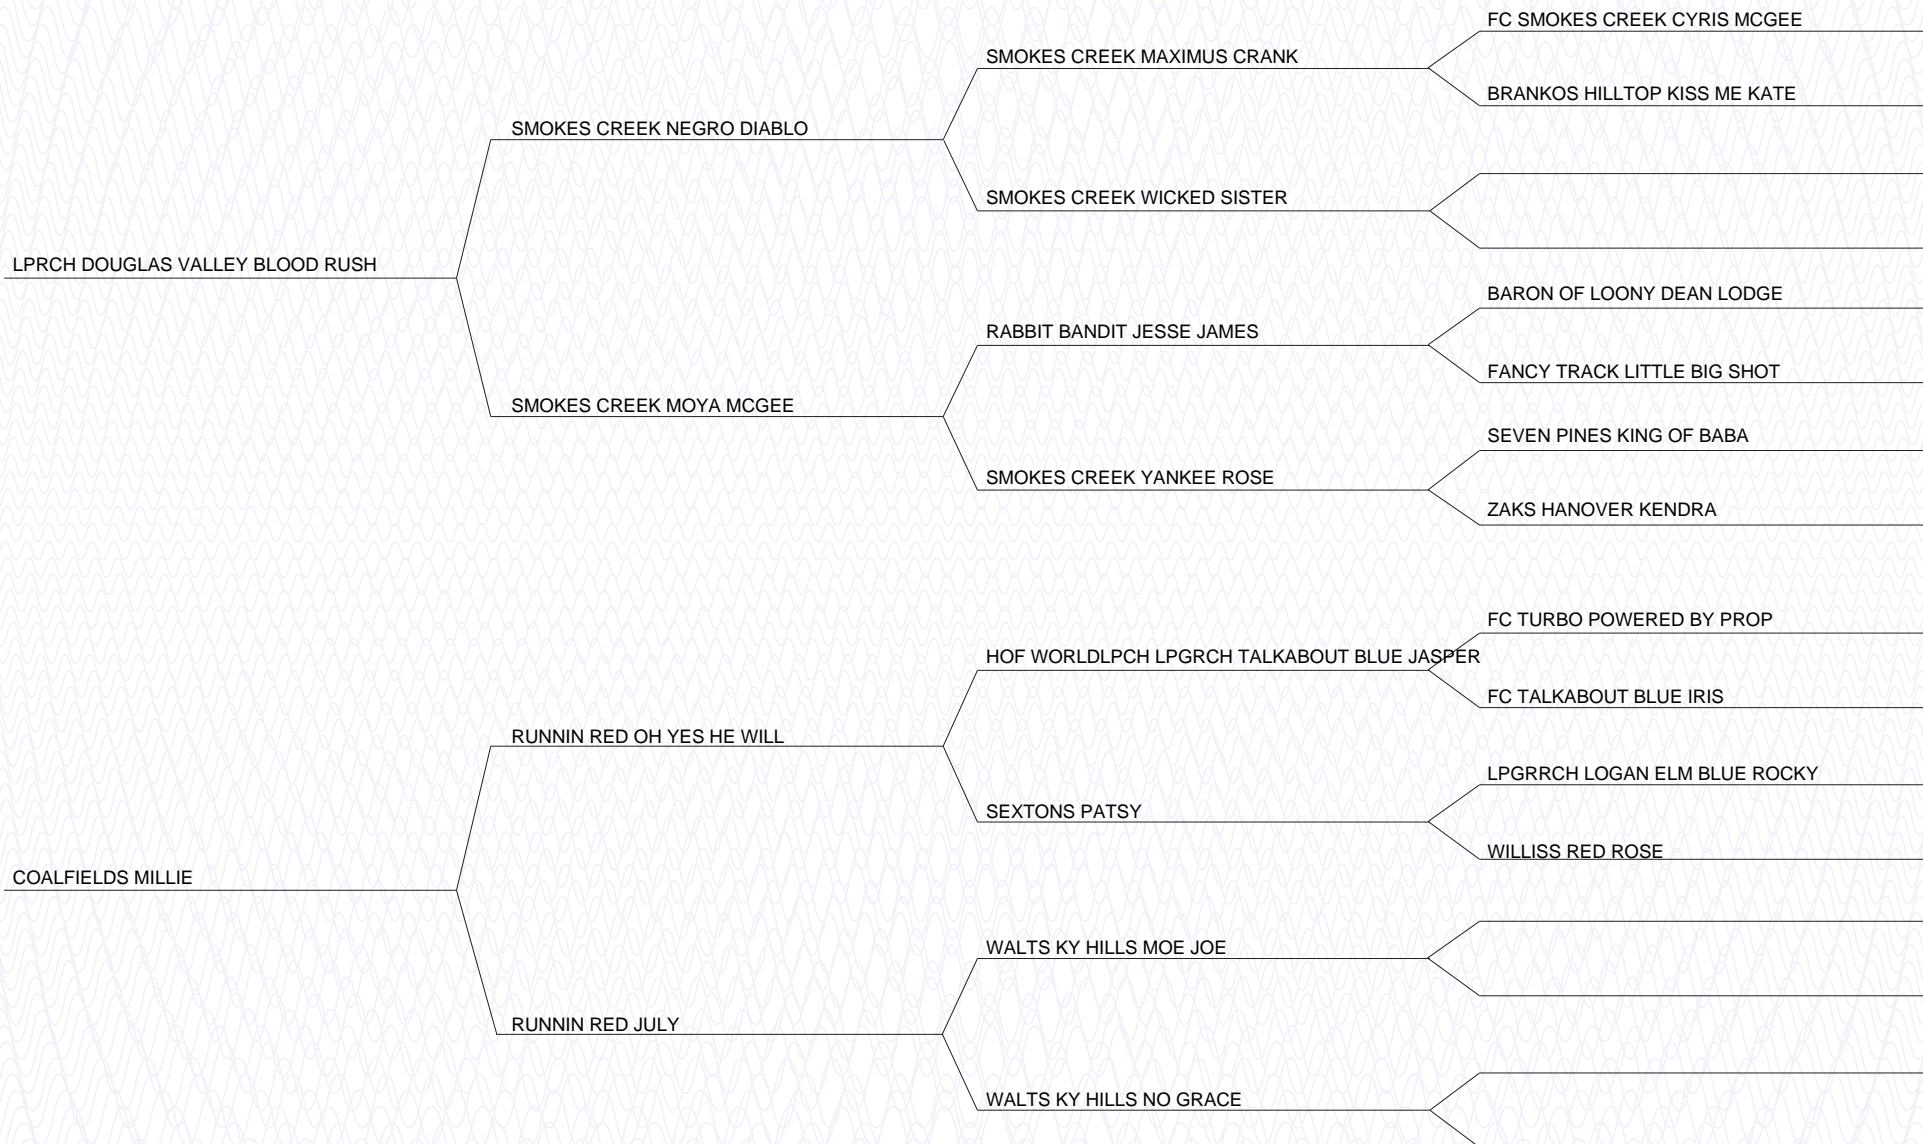 FC SMOKES CREEK CYRIS MCGEE
SMOKES CREEK MAXIMUS CRANK
BRANKOS HILLTOP KISS ME KATE
SMOKES CREEK NEGRO DIABLO
SMOKES CREEK WICKED SISTER
LPRCH DOUGLAS VALLEY BLOOD RUSH
BARON OF LOONY DEAN LODGE
RABBIT BANDIT JESSE JAMES
FANCY TRACK LITTLE BIG SHOT
SMOKES CREEK MOYA MCGEE
SEVEN PINES KING OF BABA
SMOKES CREEK YANKEE ROSE
ZAKS HANOVER KENDRA
FC TURBO POWERED BY PROP
HOF WORLDLPCH LPGRCH TALKABOUT BLUE JASPER
FC TALKABOUT BLUE IRIS
RUNNIN RED OH YES HE WILL
LPGRRCH LOGAN ELM BLUE ROCKY
SEXTONS PATSY
WILLISS RED ROSE
COALFIELDS MILLIE
WALTS KY HILLS MOE JOE
RUNNIN RED JULY
WALTS KY HILLS NO GRACE